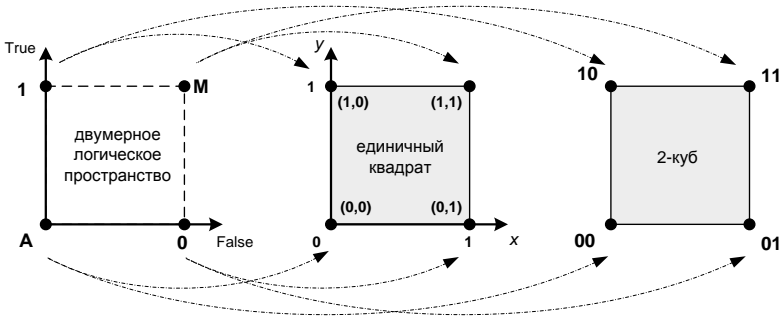 True
1
M
двумерное
логическое
пространство
A
0
False
y
1
(1,0)
(1,1)
единичный
квадрат
(0,0)
(0,1)
0
1
x
10
11
2-куб
00
01